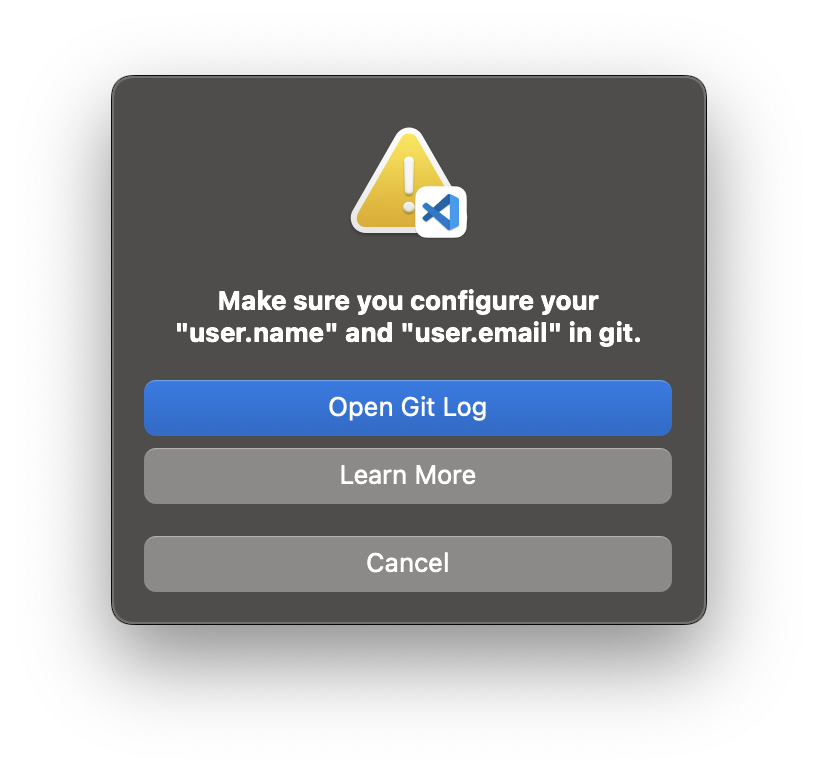 Make sure you configure your
"user.name" and "user.email" in git.
Open Git Log
Learn More
Cancel